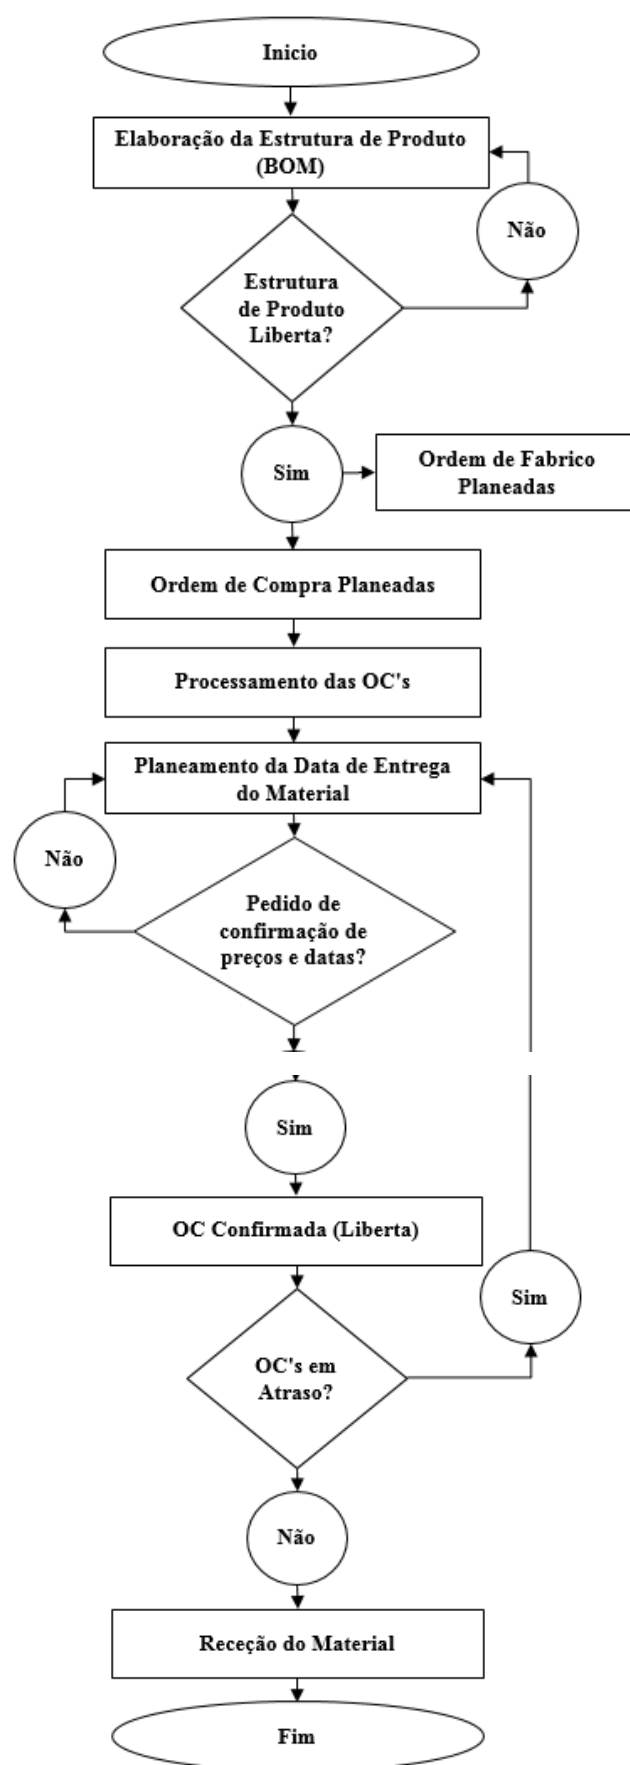 Inicio
Elaboração da Estrutura de Produto
(BOM)
Não
Estrutura
de Produto
Liberta?
Sim
Ordem de Fabrico
Planeadas
Ordem de Compra Planeadas
Processamento das OC's
Planeamento da Data de Entrega
do Material
Não
Pedido de
confirmação de
preços e datas?
Sim
OC Confirmada (Liberta)
Sim
OC's em
Atraso?
Não
Receção do Material
Fim